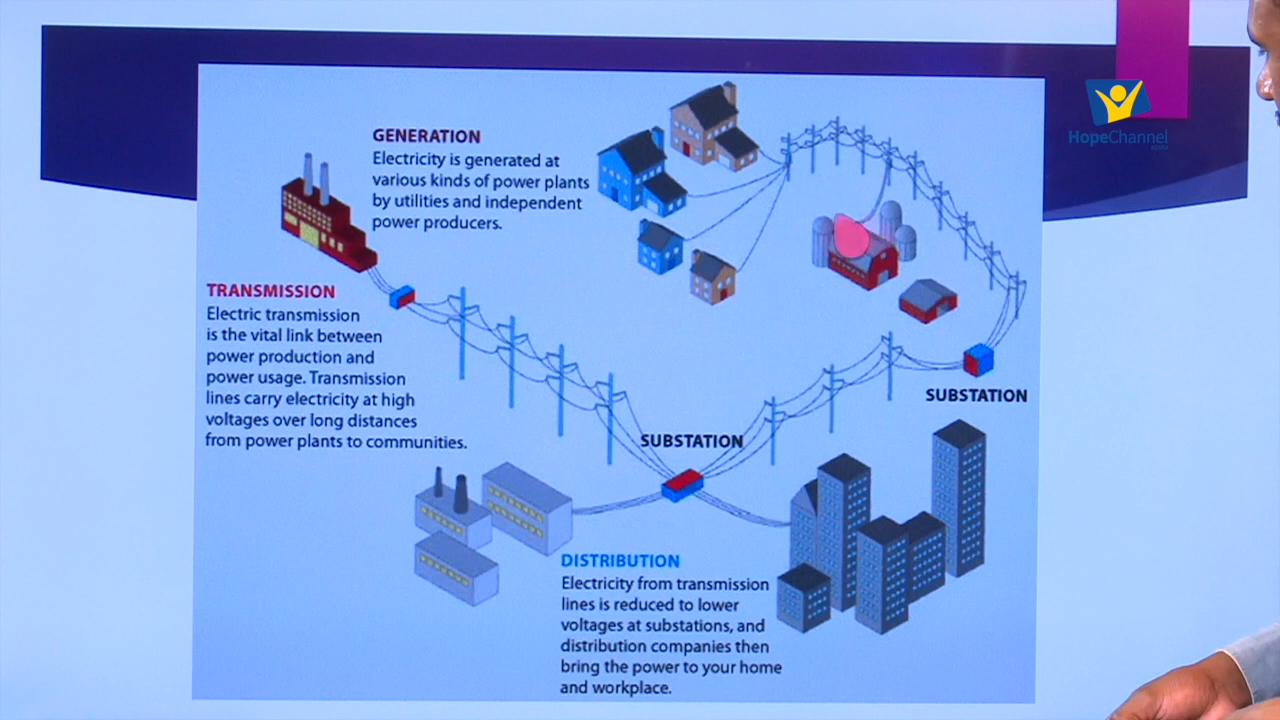 GENERATION
Electricity is generated at
various kinds of power plants
by utilities and independent
power producers.
HopeChannel
TRANSMISSION
Electric transmission
is the vital link between
power production and
power usage. Transmission
lines carry electricity at high
voltages over long distances
from power plants to communities.
SUBSTATION
SUBSTATION
DISTRIBUTION
Electricity from transmission
lines is reduced to lower
voltages at substations, and
distribution companies then
bring the power to your home
and workplace.